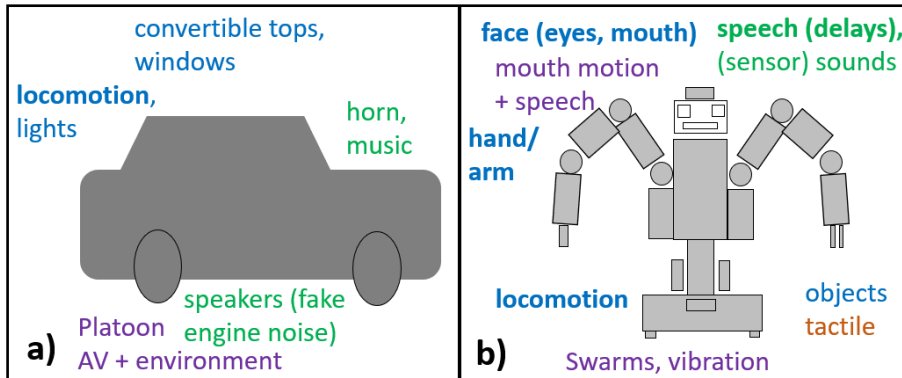 convertible tops,
windows
locomotion,
lights
horn,
music
speakers (fake
engine noise)
Platoon
AV + environment
a)
face (eyes, mouth)
mouth motion
+ speech
speech (delays),
(sensor) sounds
hand/
arm
locomotion
objects
tactile
Swarms, vibration
b)